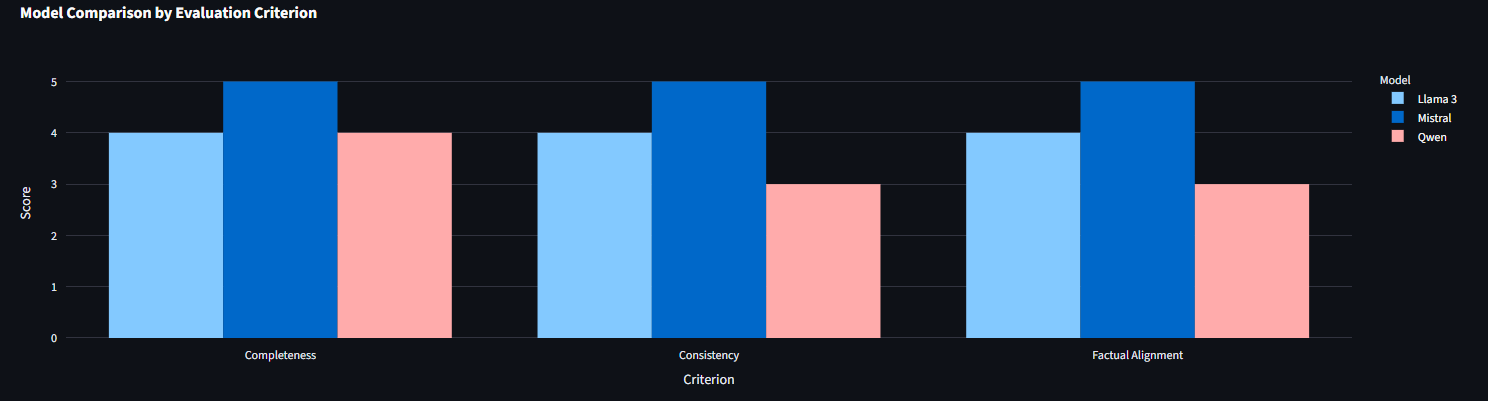 Model Comparison by Evaluation Criterion
5
4
3
2
1
0
Score
Completeness
Consistency
Factual Alignment
Criterion
Model
Llama 3
Mistral
Qwen